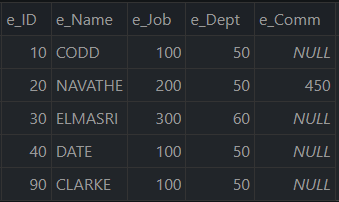 e_ID e_Name e_Job e_Dept e_Comm
10 CODD 100 50 NULL
20 NAVATHE 200 50 450
30 ELMASRI 300 60 NULL
40 DATE 100 50 NULL
90 CLARKE 100 50 NULL